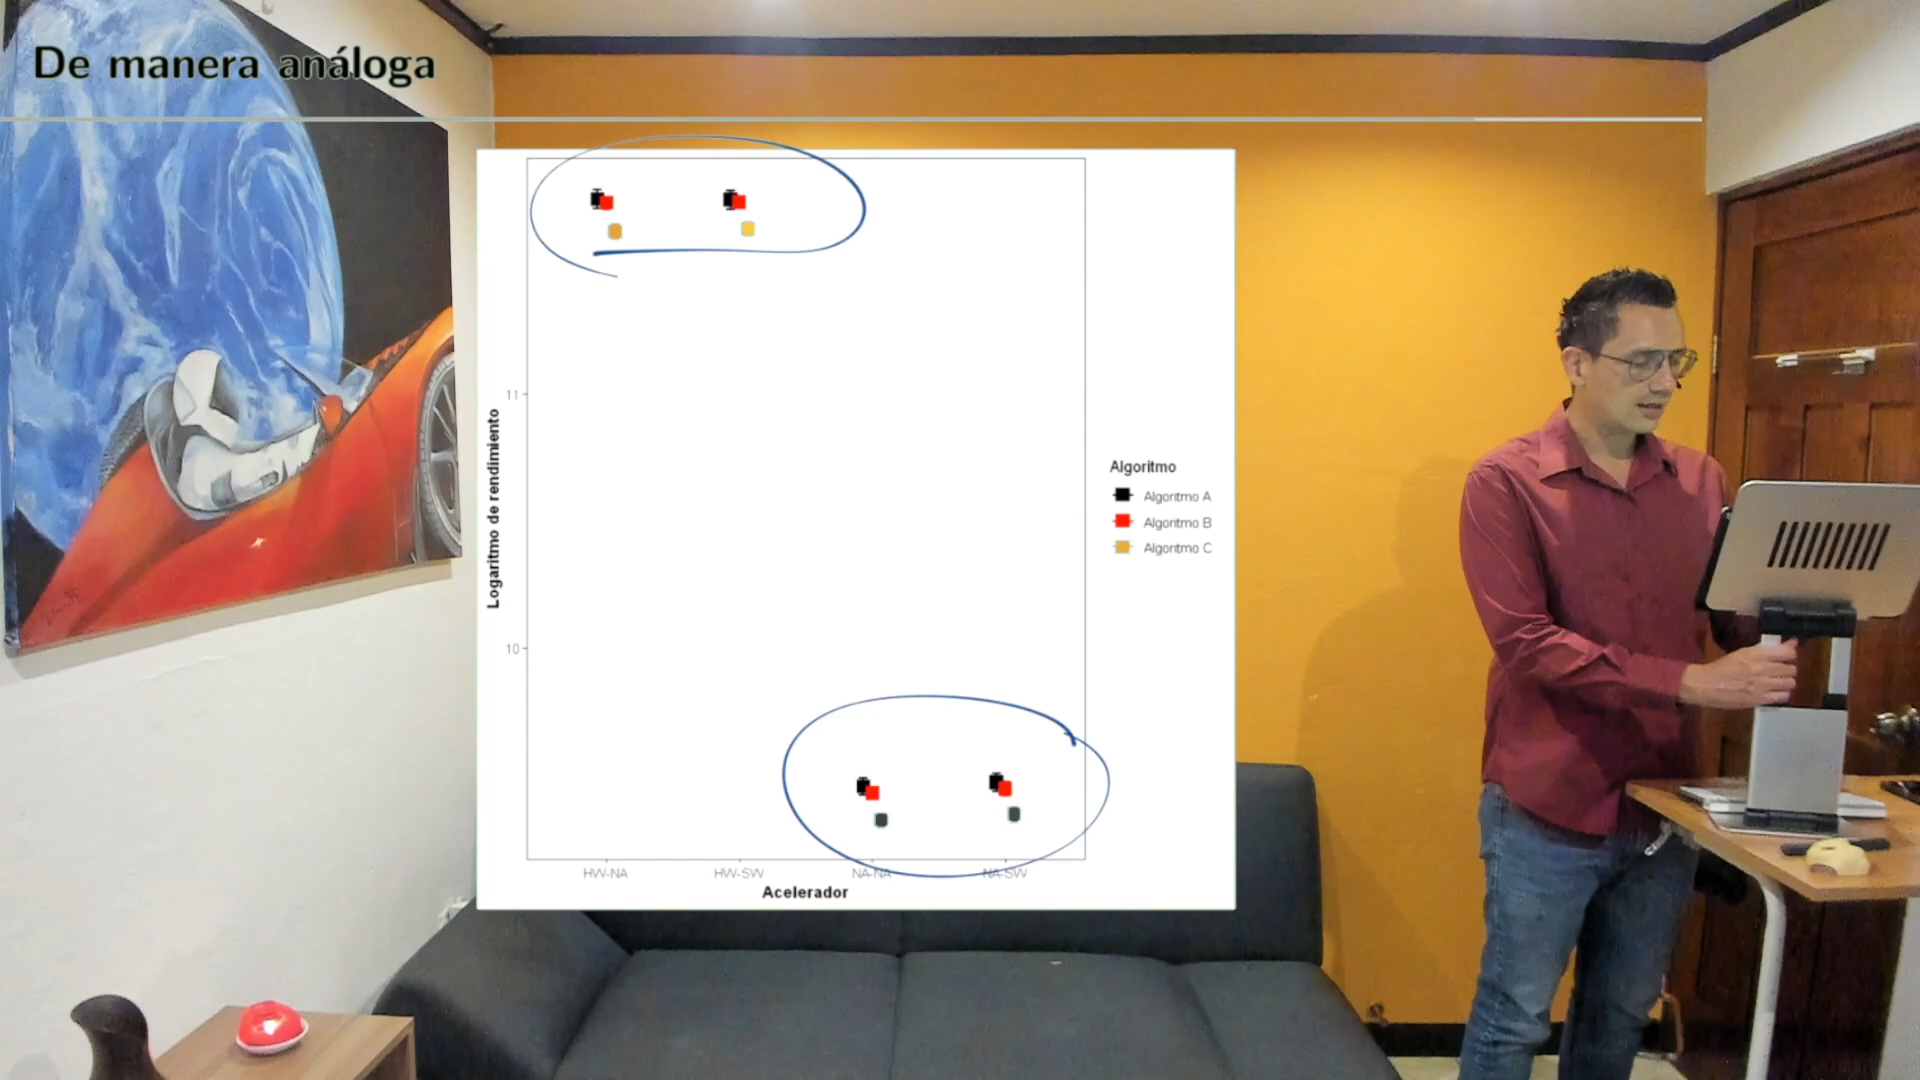 De manera análoga
11
10
Logaritmo de rendimiento
HW-NA HW-SW NA-NA NA-SW
Acelerador
Algoritmo
Algoritmo A
Algoritmo B
Algoritmo C